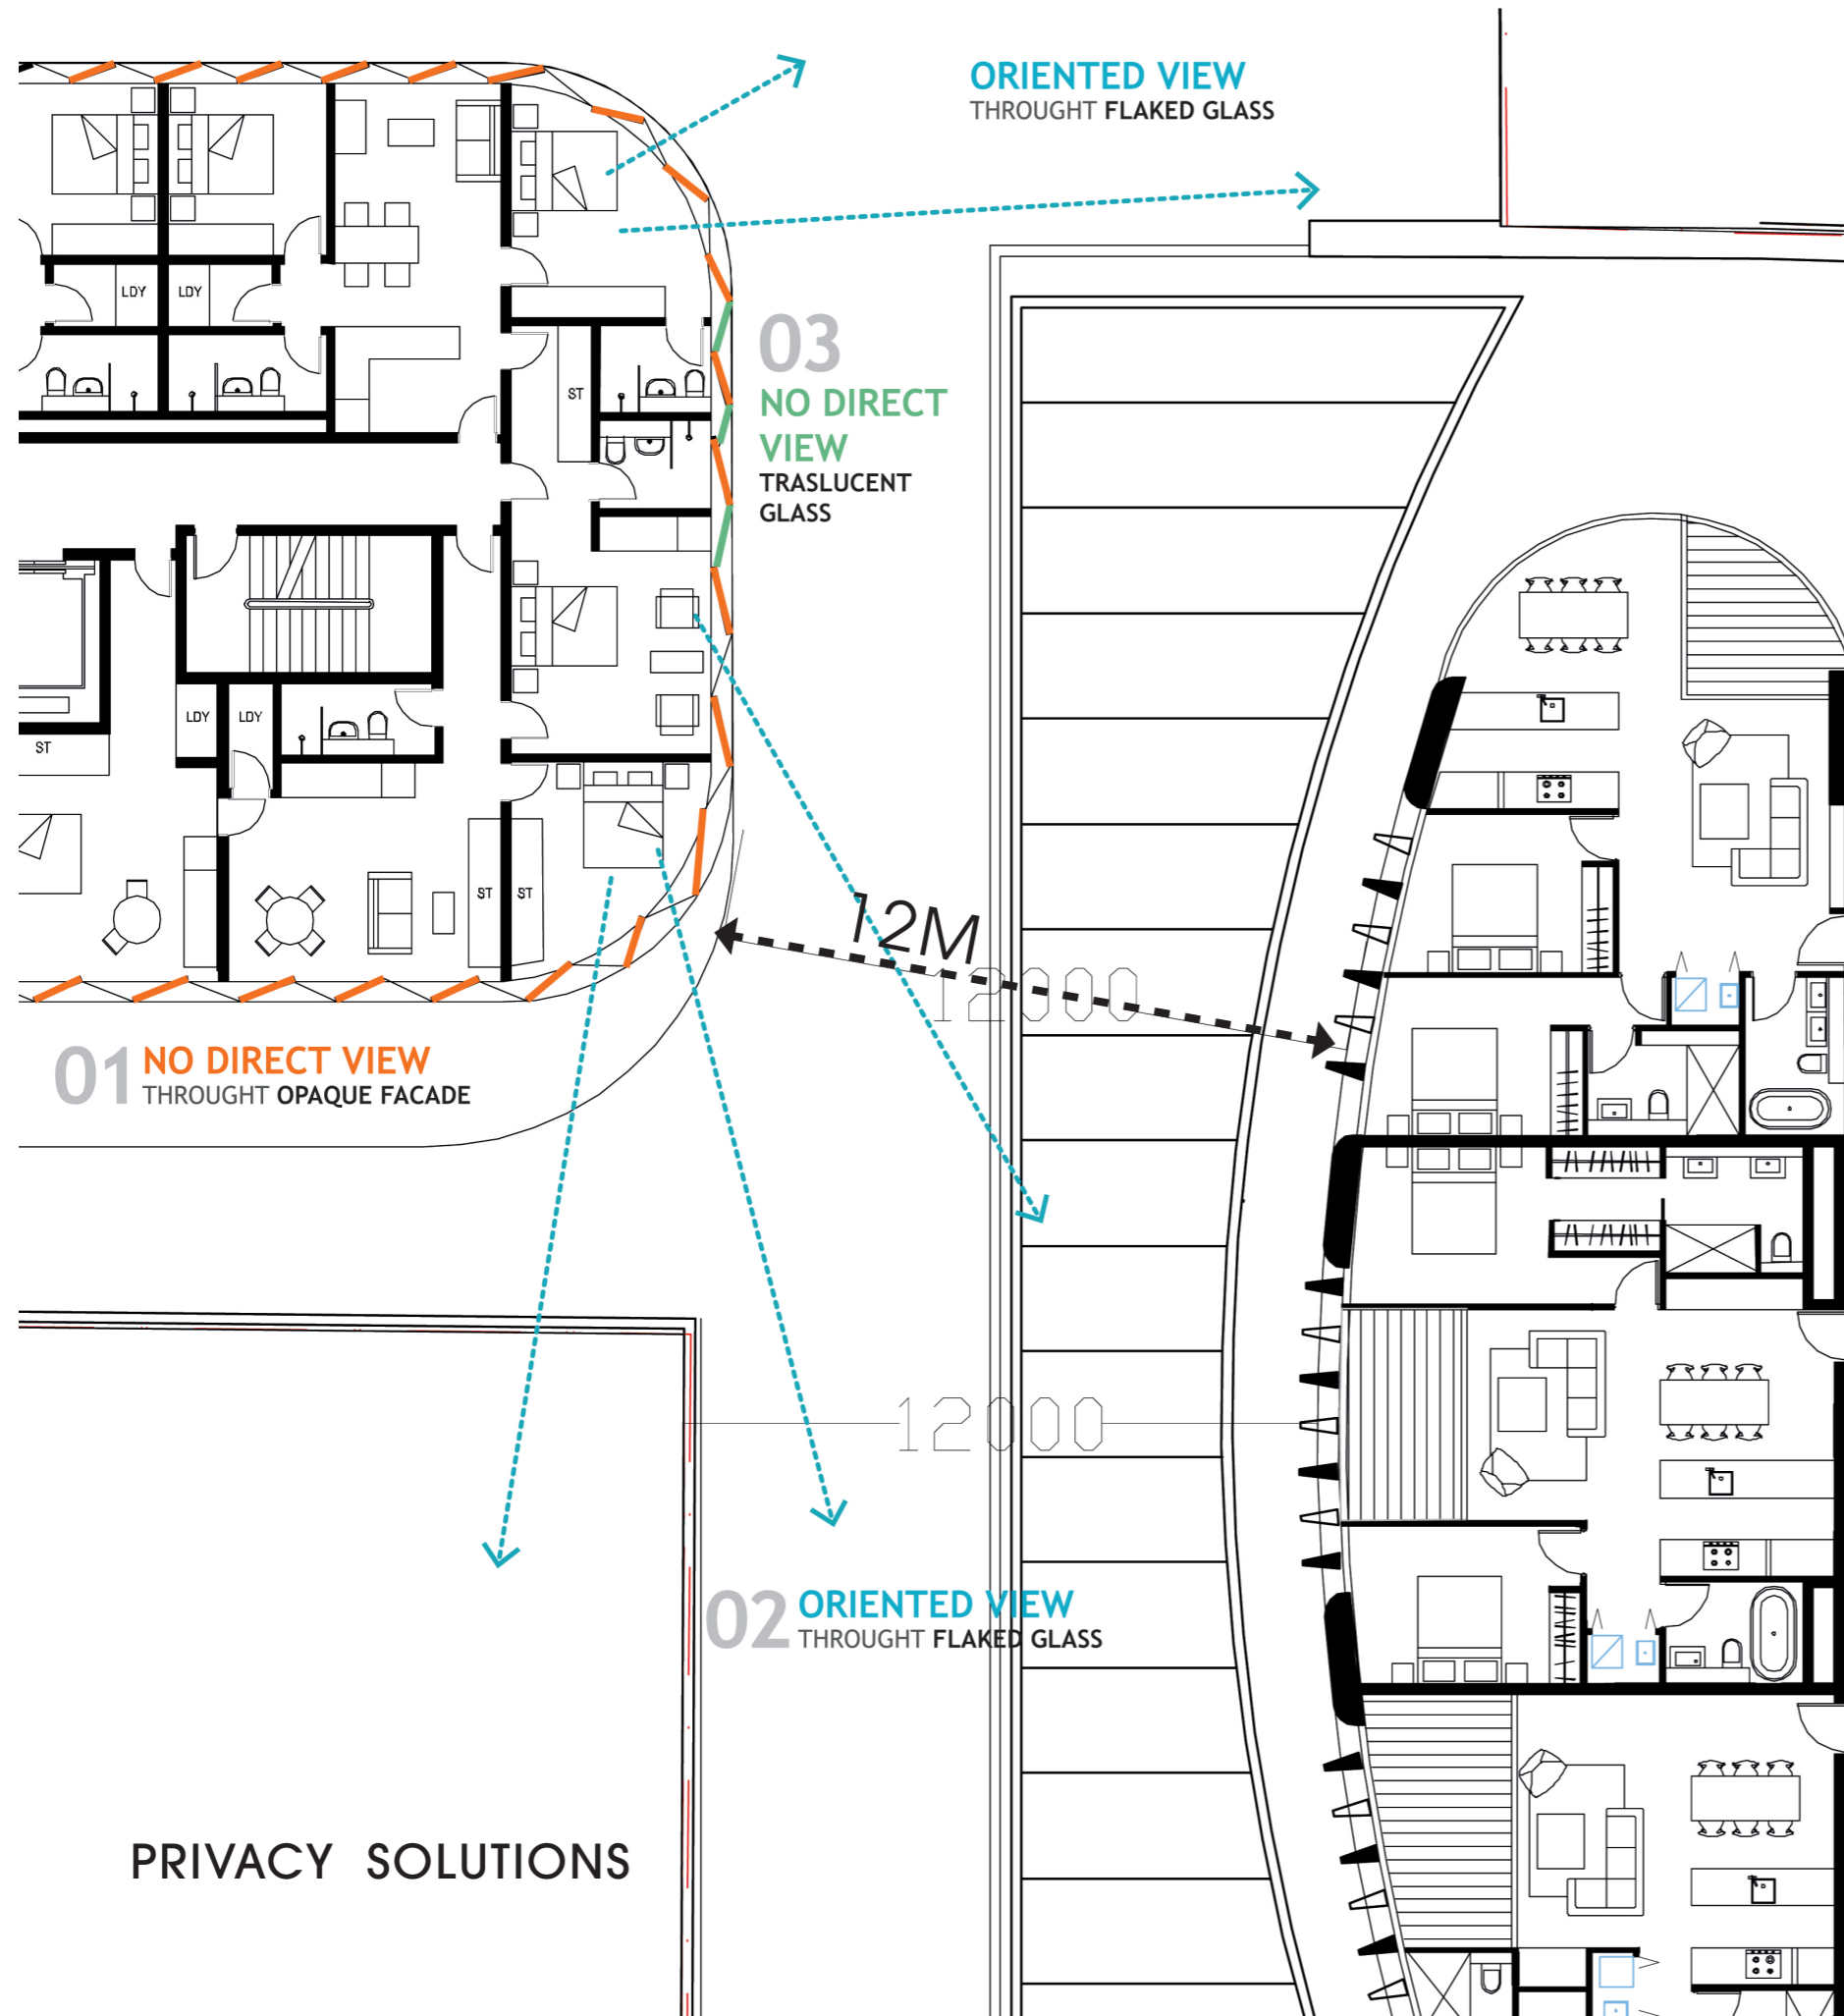 ORIENTED VIEW
THROUGHT FLAKED GLASS
LDY
LDY
03
NO DIRECT
VIEW
TRASLUCENT
GLASS
ST
LDY
LDY
ST
ST
ST
12M
12000
01 NO DIRECT VIEW
THROUGHT OPAQUE FACADE
12000
02 ORIENTED VIEW
THROUGHT FLAKED GLASS
PRIVACY SOLUTIONS